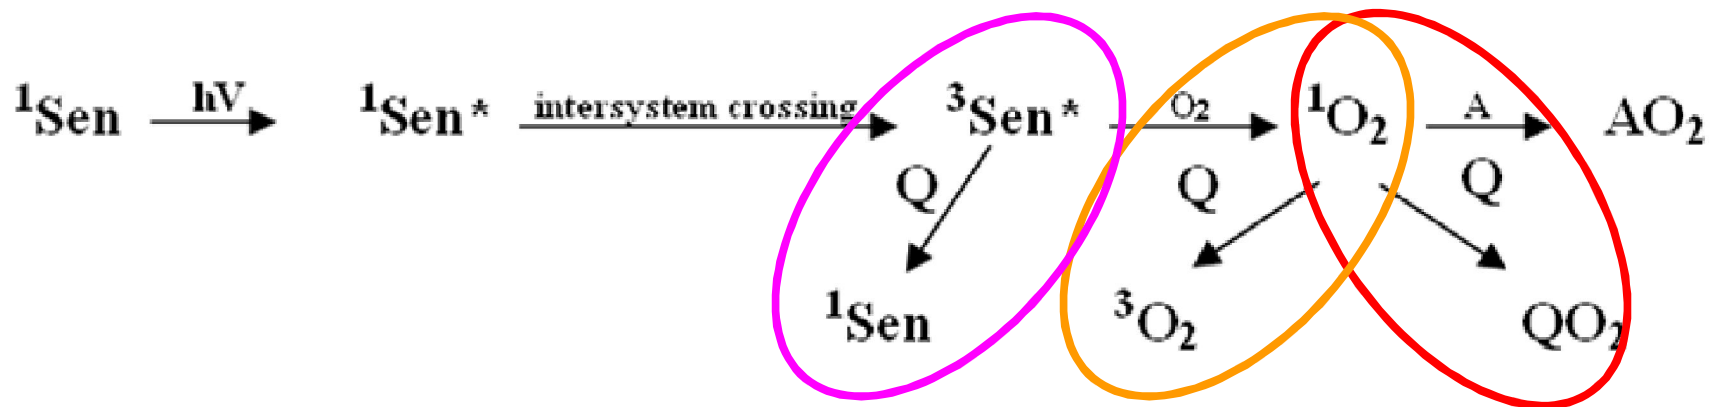 hV intersystem crossing O₂ A
¹Sen ¹Sen* ³Sen* ¹O₂ AO₂
Q Q Q
¹Sen ³O₂ QO₂